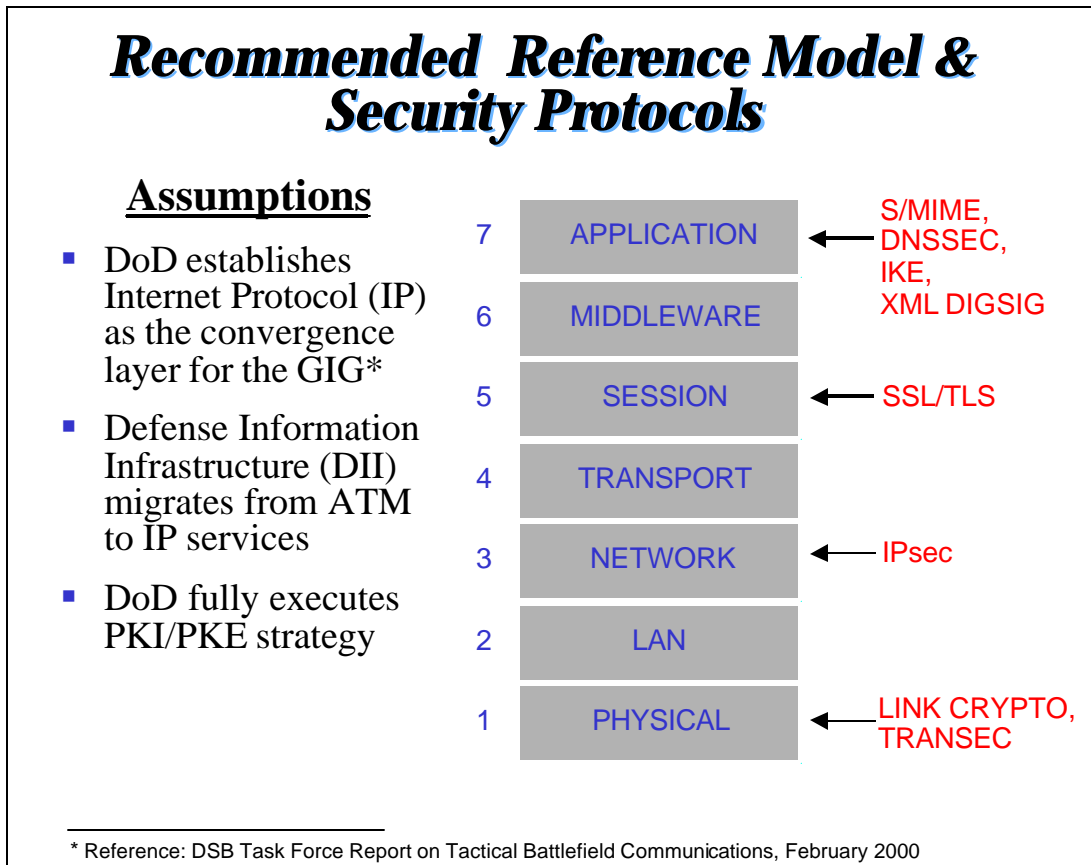 Recommended Reference Model &
Security Protocols
Assumptions
▪ DoD establishes
Internet Protocol (IP)
as the convergence
layer for the GIG*
▪ Defense Information
Infrastructure (DII)
migrates from ATM
to IP services
▪ DoD fully executes
PKI/PKE strategy
7 APPLICATION
S/MIME,
DNSSEC,
IKE,
XML DIGSIG
6 MIDDLEWARE
5 SESSION
SSL/TLS
4 TRANSPORT
3 NETWORK
IPsec
2 LAN
1 PHYSICAL
LINK CRYPTO,
TRANSEC
* Reference: DSB Task Force Report on Tactical Battlefield Communications, February 2000